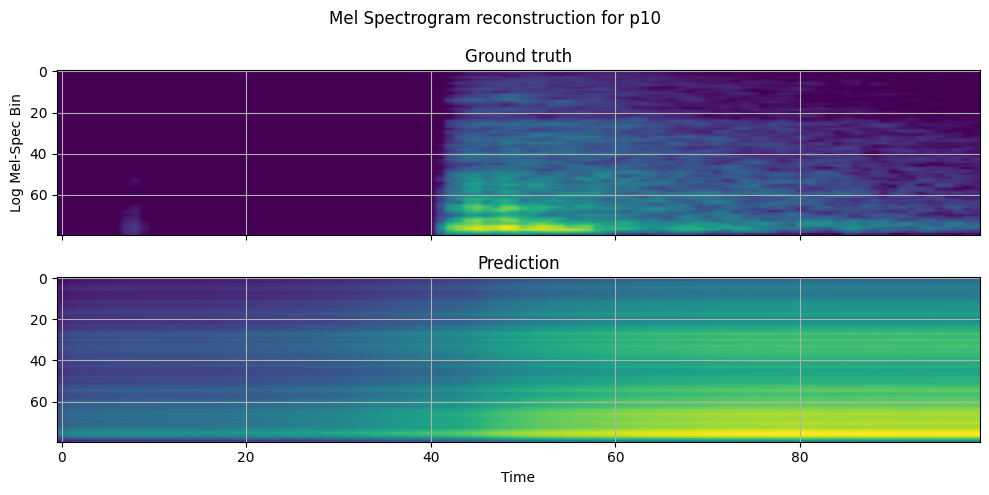 Mel Spectrogram reconstruction for p10
Ground truth
Log Mel-Spec Bin
0
20
40
60
Prediction
0
20
40
60
0 20 40 60 80
Time